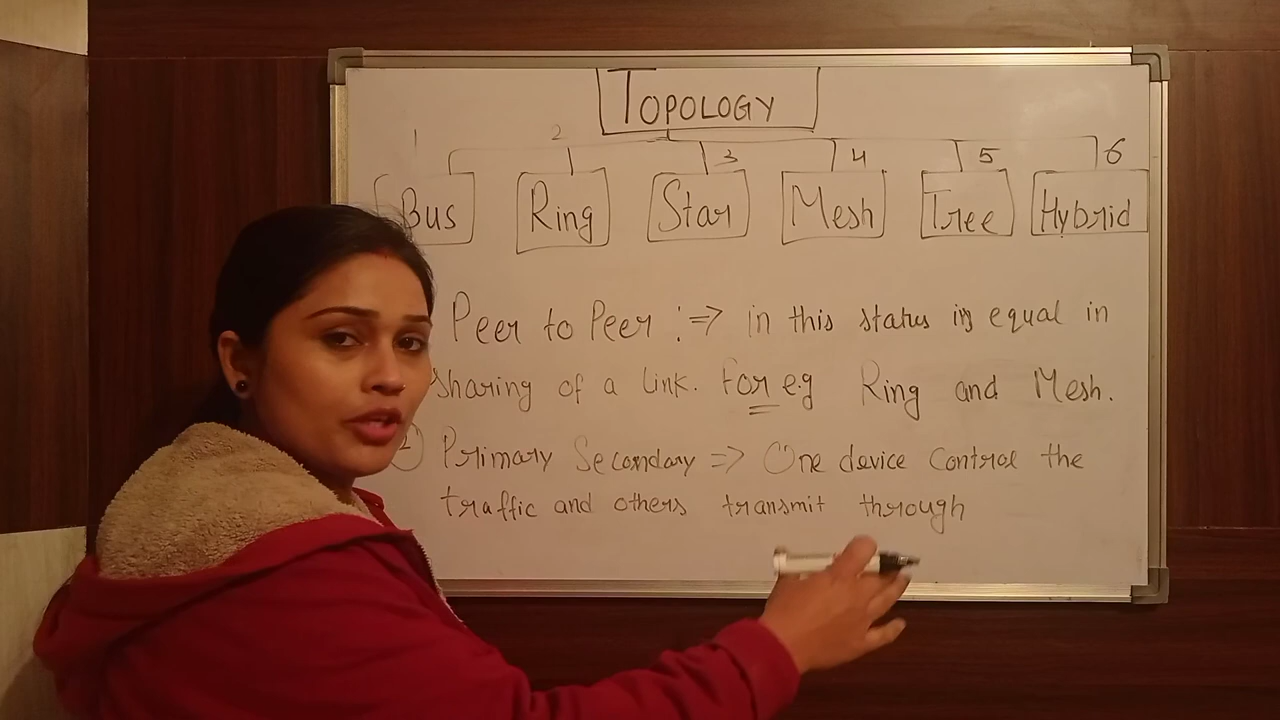 TOPOLOGY
1 2 3 4 5 6
Bus Ring Star Mesh Tree Hybrid
Peer to Peer :⇒ in this status is equal in
sharing of a link. For e.g Ring and Mesh.
2 Primary Secondary ⇒ One device Control the
traffic and others transmit through